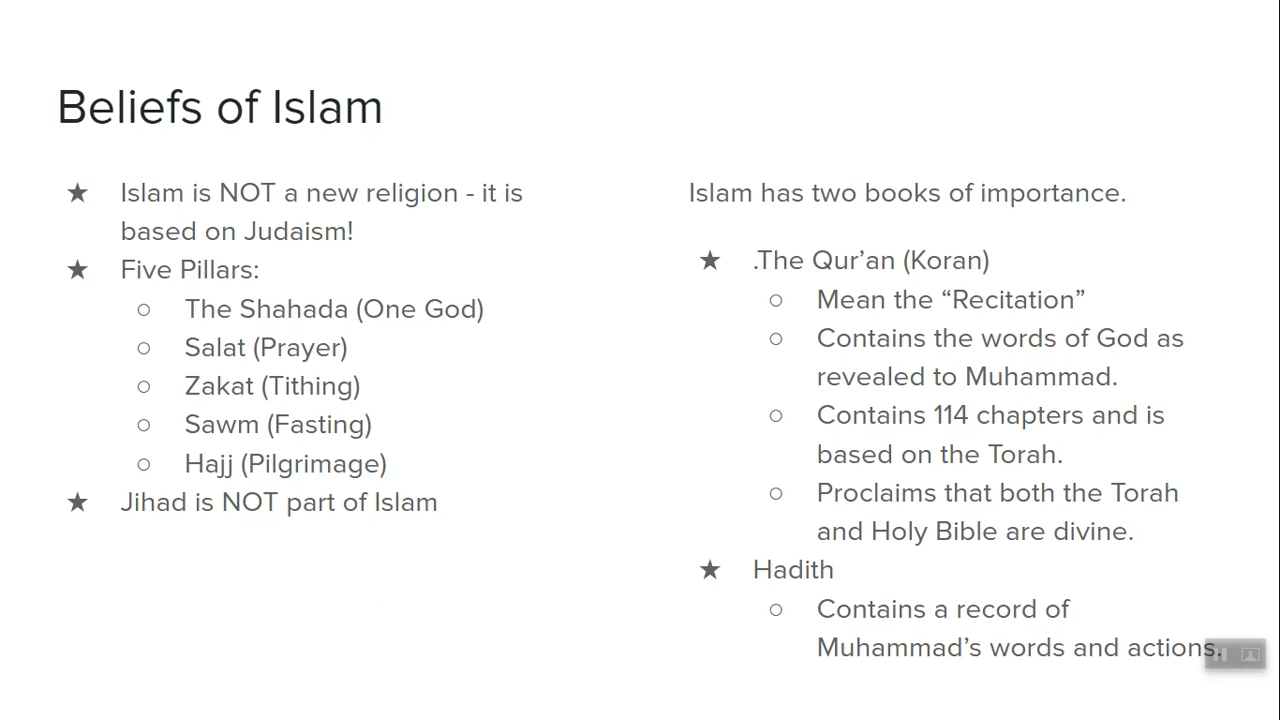 Beliefs of Islam
★ Islam is NOT a new religion - it is
based on Judaism!
★ Five Pillars:
○ The Shahada (One God)
○ Salat (Prayer)
○ Zakat (Tithing)
○ Sawm (Fasting)
○ Hajj (Pilgrimage)
★ Jihad is NOT part of Islam
Islam has two books of importance.
★ .The Qur’an (Koran)
○ Mean the “Recitation”
○ Contains the words of God as
revealed to Muhammad.
○ Contains 114 chapters and is
based on the Torah.
○ Proclaims that both the Torah
and Holy Bible are divine.
★ Hadith
○ Contains a record of
Muhammad’s words and actions.